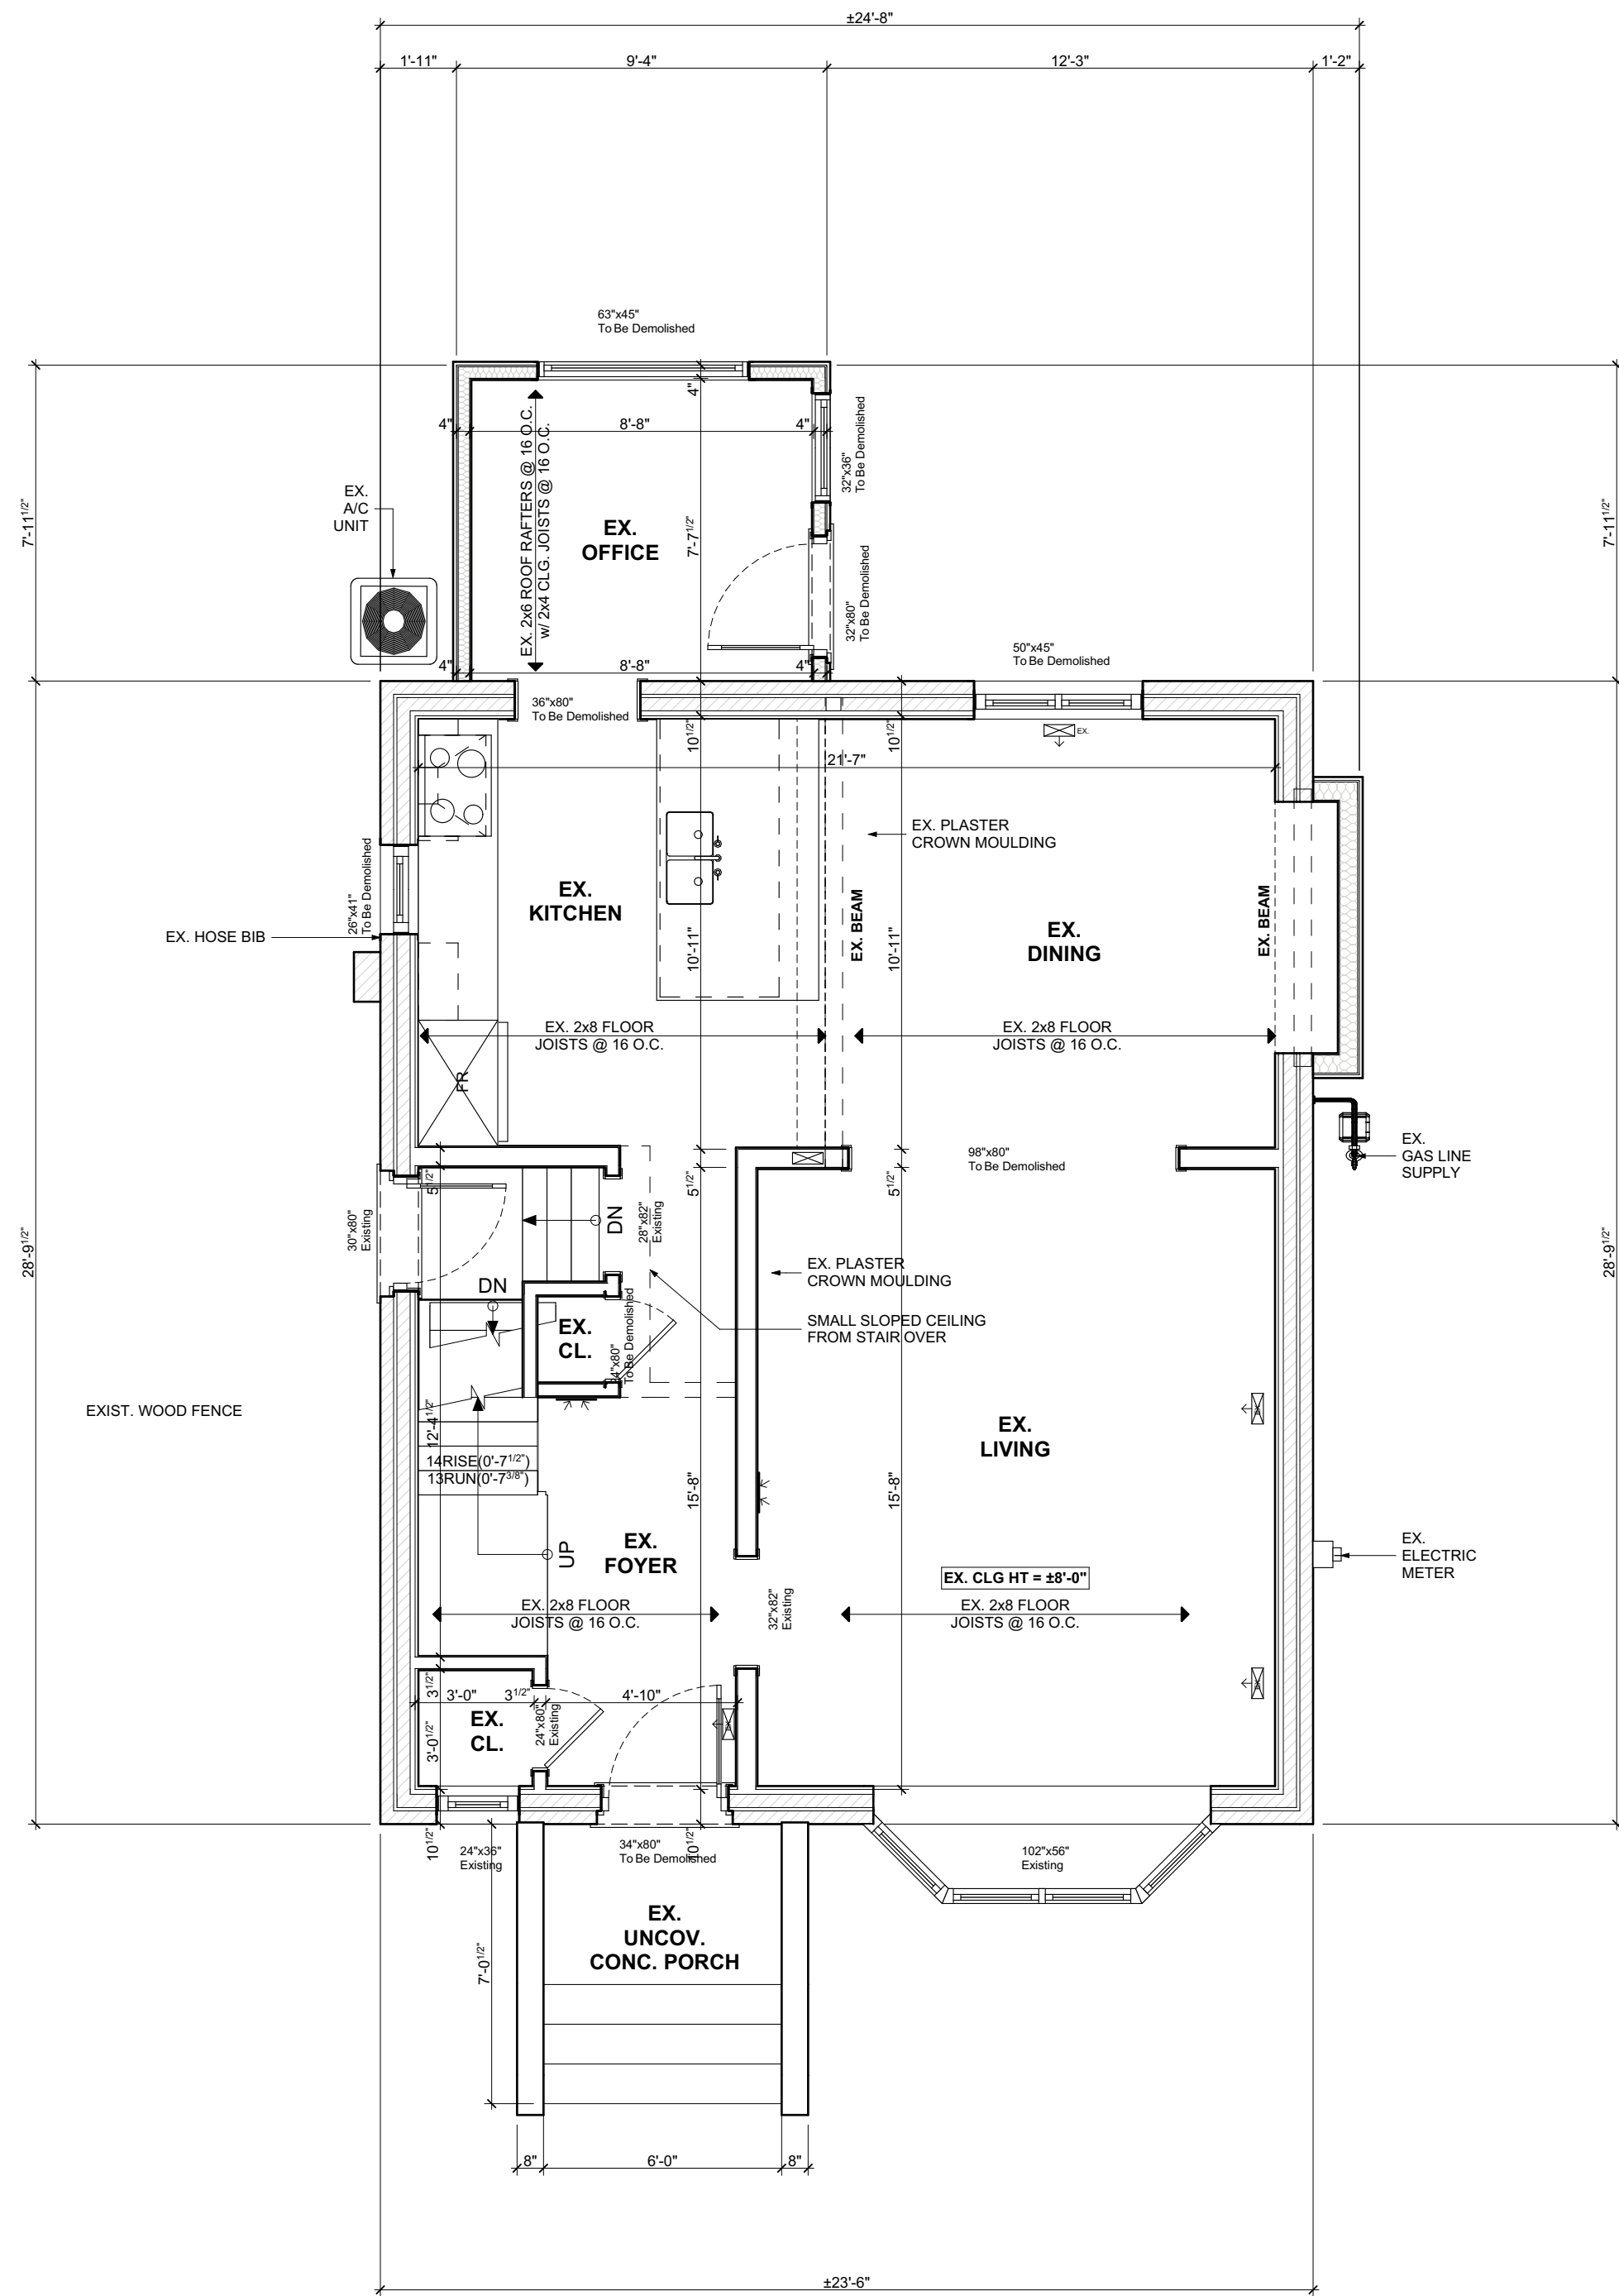 ±24'-8"
1'-11"
9'-4"
12'-3"
1'-2"
63"x45"
To Be Demolished
4"
4"
8'-8"
4"
32"x36"
To Be Demolished
EX.
A/C
UNIT
7'-11 1/2"
7'-11 1/2"
EX. 2x6 ROOF RAFTERS @ 16 O.C.
w/ 2x4 CLG. JOISTS @ 16 O.C.
EX.
OFFICE
7'-7 1/2"
32"x80"
To Be Demolished
4"
8'-8"
4"
50"x45"
To Be Demolished
36"x80"
To Be Demolished
10 1/2"
10 1/2"
EX.
21'-7"
EX. PLASTER
CROWN MOULDING
26"x41"
To Be Demolished
EX.
KITCHEN
EX. BEAM
EX.
DINING
EX. BEAM
EX. HOSE BIB
10'-11"
10'-11"
EX. 2x8 FLOOR
JOISTS @ 16 O.C.
EX. 2x8 FLOOR
JOISTS @ 16 O.C.
FR
EX.
GAS LINE
SUPPLY
98"x80"
To Be Demolished
5 1/2"
5 1/2"
5 1/2"
30"x80"
Existing
DN
28"x82"
Existing
28'-9 1/2"
28'-9 1/2"
EX. PLASTER
CROWN MOULDING
DN
SMALL SLOPED CEILING
FROM STAIR OVER
EX.
CL.
To Be Demolished
EXIST. WOOD FENCE
12'-4 1/2"
14RISE(0'-7 1/2")
13RUN(0'-7 3/8")
EX.
LIVING
15'-8"
15'-8"
UP
EX.
FOYER
EX.
ELECTRIC
METER
EX. CLG HT = ±8'-0"
EX. 2x8 FLOOR
JOISTS @ 16 O.C.
32"x82"
Existing
EX. 2x8 FLOOR
JOISTS @ 16 O.C.
3 1/2"
3'-0"
3 1/2"
4'-10"
EX.
CL.
24"x80"
Existing
3'-0 1/2"
10 1/2"
24"x36"
Existing
34"x80"
To Be Demolished
10 1/2"
102"x56"
Existing
EX.
UNCOV.
CONC. PORCH
7'-0 1/2"
8"
6'-0"
8"
±23'-6"